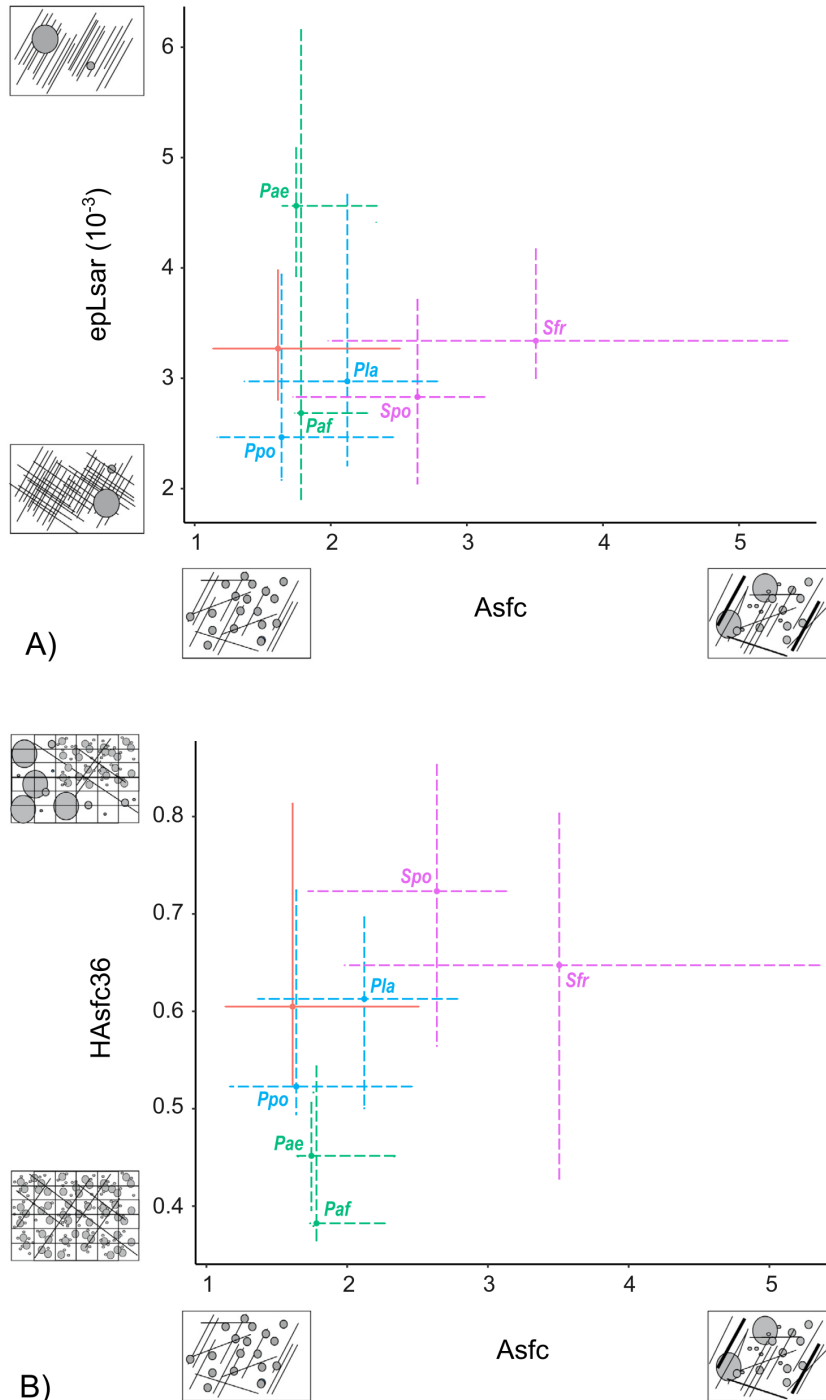 6
5
4
3
2
epLsar (10⁻³)
Pae
Sfr
Pla
Spo
Paf
Ppo
1 2 3 4 5
Asfc
A)
0.8
0.7
0.6
0.5
0.4
HAsfc36
Spo
Sfr
Pla
Ppo
Pae
Paf
1 2 3 4 5
Asfc
B)